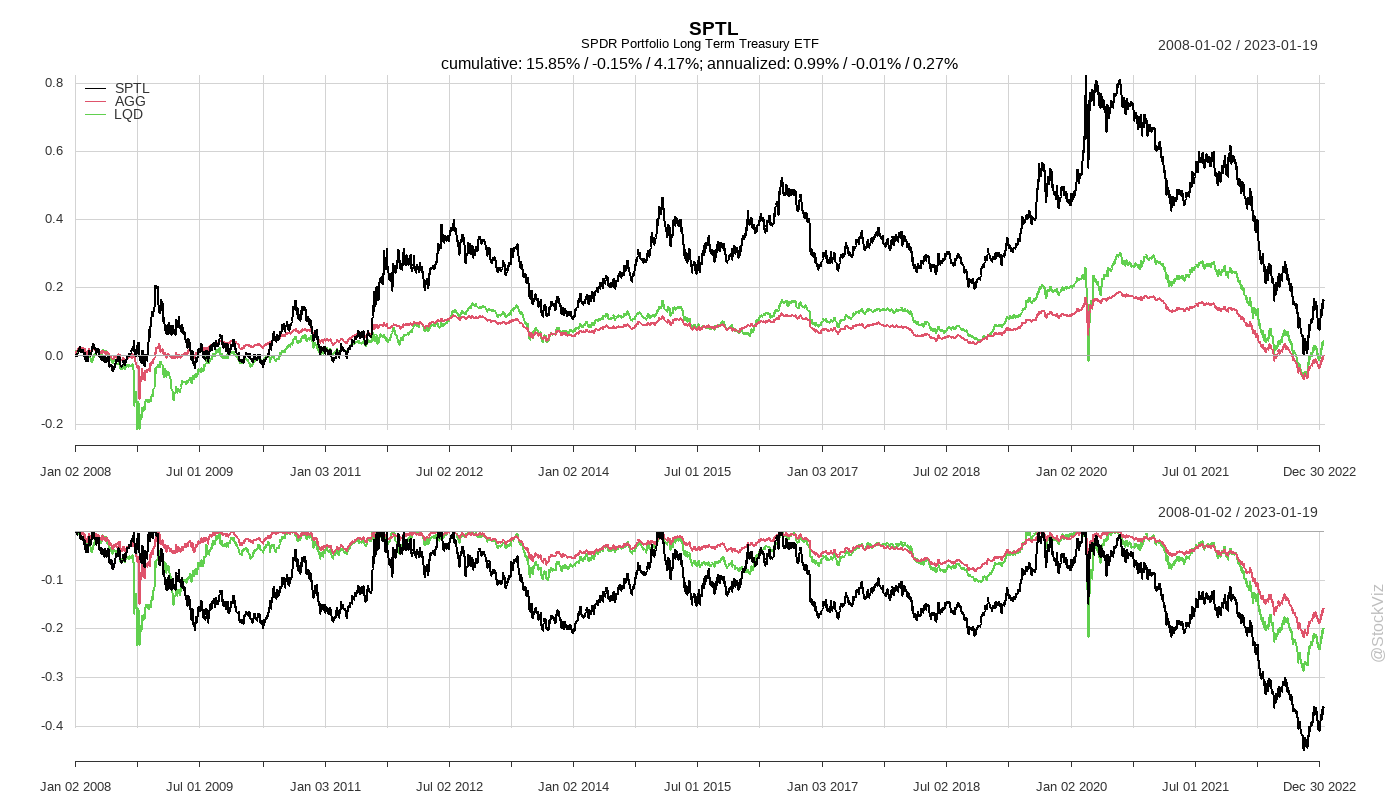 SPTL
SPDR Portfolio Long Term Treasury ETF
2008-01-02 / 2023-01-19
cumulative: 15.85% / -0.15% / 4.17%; annualized: 0.99% / -0.01% / 0.27%
SPTL
AGG
LQD
0.8
0.6
0.4
0.2
0.0
-0.2
Jan 02 2008 Jul 01 2009 Jan 03 2011 Jul 02 2012 Jan 02 2014 Jul 01 2015 Jan 03 2017 Jul 02 2018 Jan 02 2020 Jul 01 2021 Dec 30 2022
2008-01-02 / 2023-01-19
-0.1
-0.2
-0.3
-0.4
Jan 02 2008 Jul 01 2009 Jan 03 2011 Jul 02 2012 Jan 02 2014 Jul 01 2015 Jan 03 2017 Jul 02 2018 Jan 02 2020 Jul 01 2021 Dec 30 2022
@StockViz